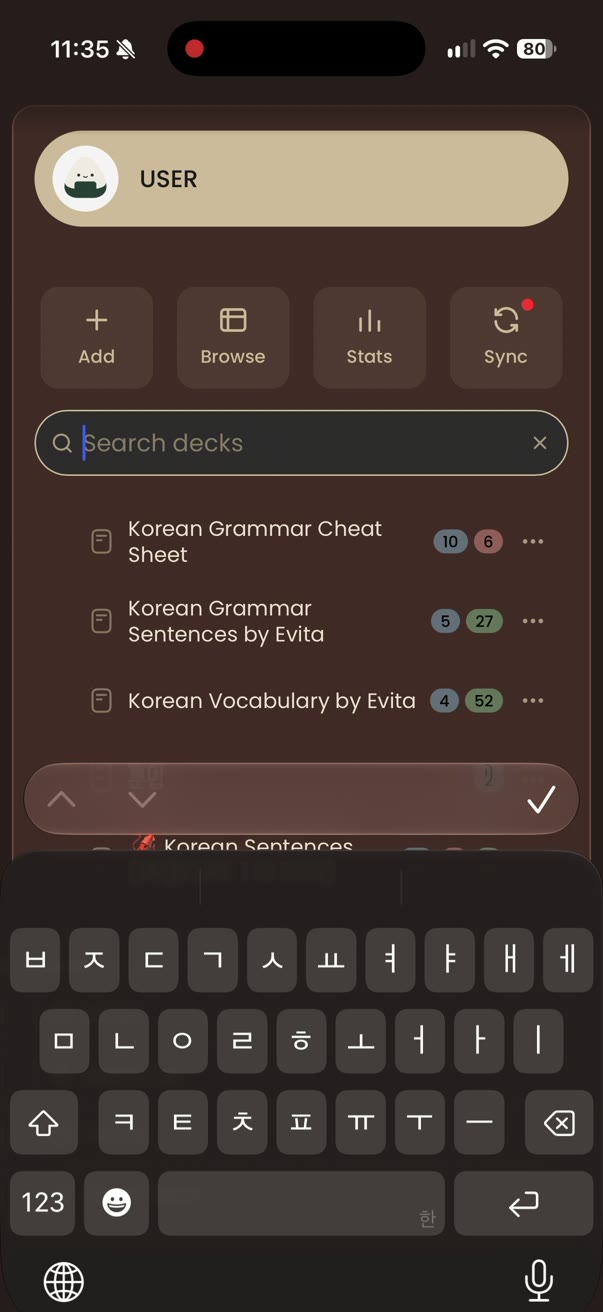 11:35
80
USER
Add
Browse
Stats
Sync
Search decks
Korean Grammar Cheat
Sheet
10
6
Korean Grammar
Sentences by Evita
5
27
Korean Vocabulary by Evita
4
52
2
Korean Sentences
ㅂ ㅈ ㄷ ㄱ ㅅ ㅛ ㅕ ㅑ ㅐ ㅔ
ㅁ ㄴ ㅇ ㄹ ㅎ ㅗ ㅓ ㅏ ㅣ
ㅋ ㅌ ㅊ ㅍ ㅠ ㅜ ㅡ
123
한